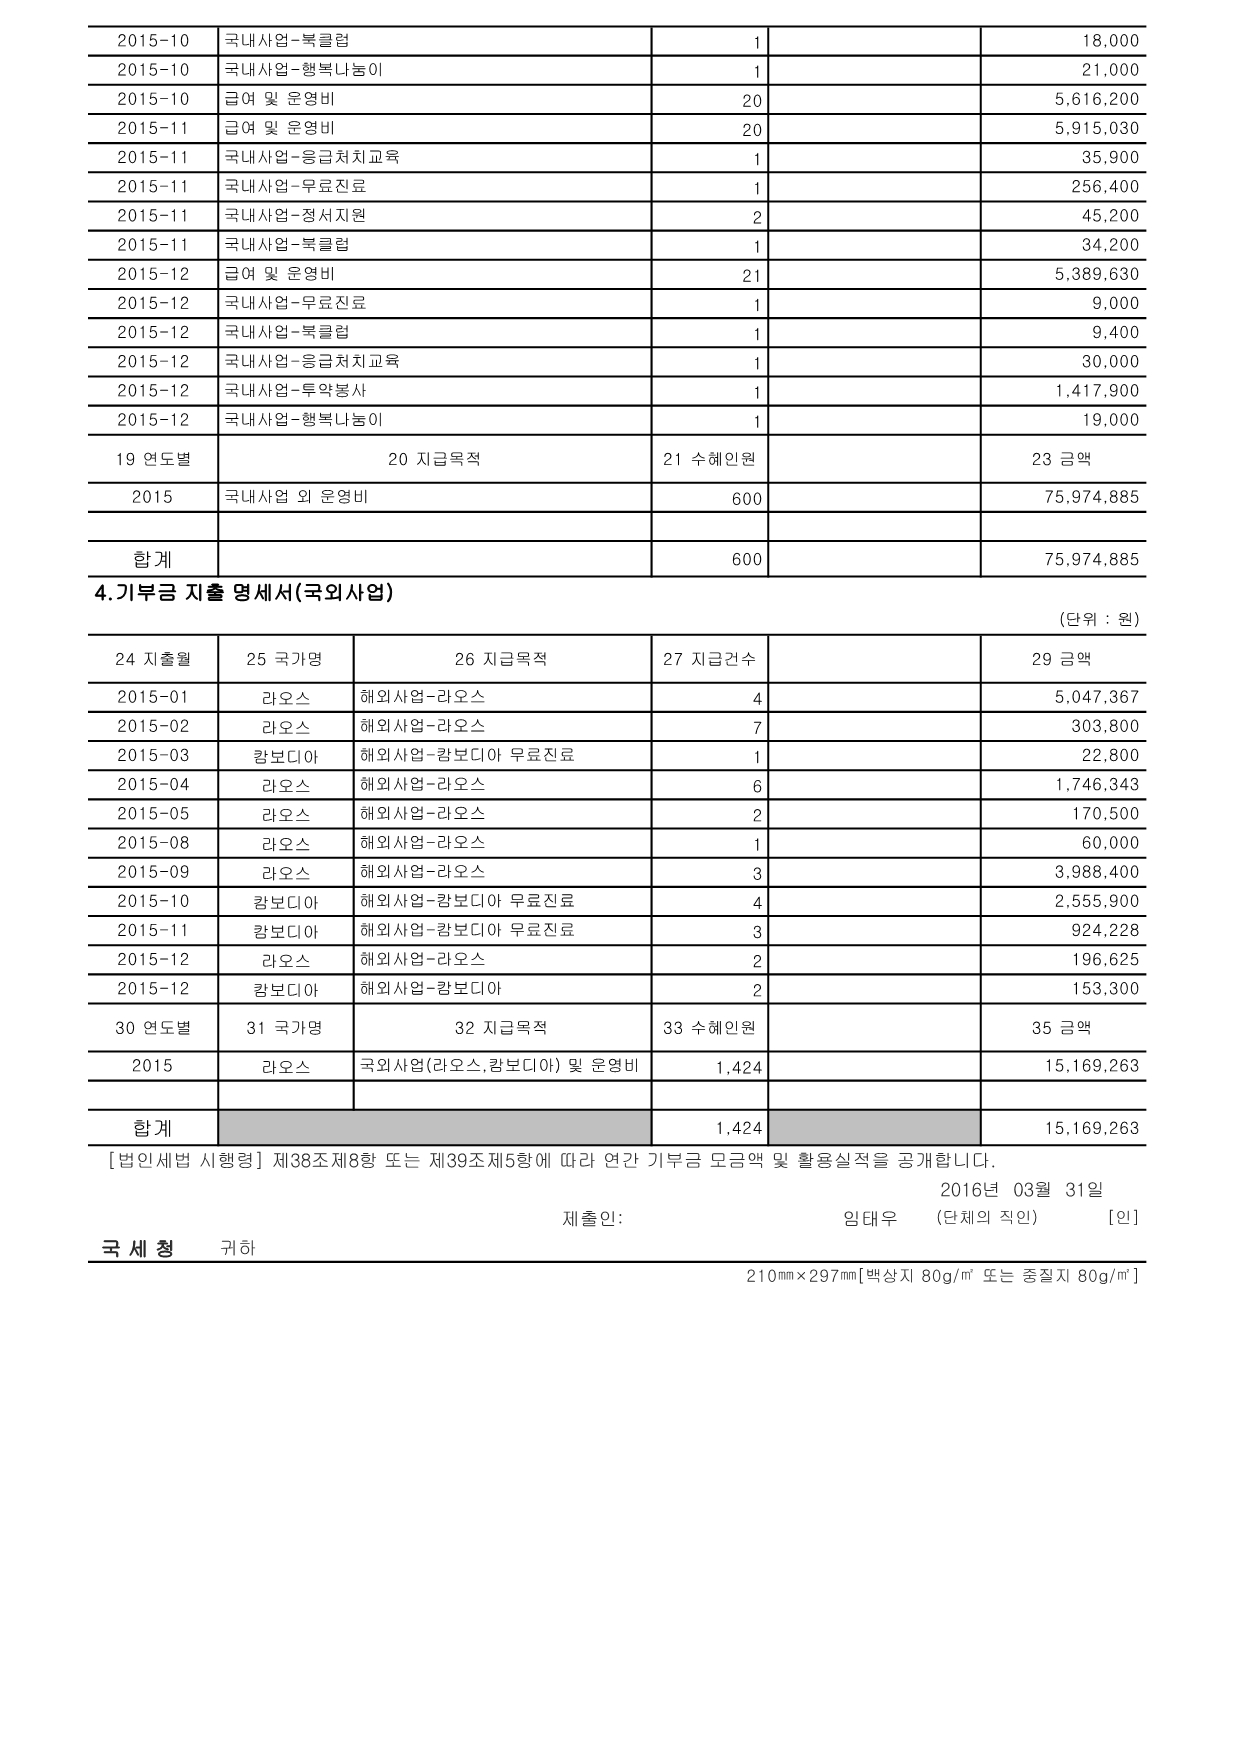 2015-10 국내사업-북클럽 1 18,000
2015-10 국내사업-행복나눔이 1 21,000
2015-10 급여 및 운영비 20 5,616,200
2015-11 급여 및 운영비 20 5,915,030
2015-11 국내사업-응급처치교육 1 35,900
2015-11 국내사업-무료진료 1 256,400
2015-11 국내사업-정서지원 2 45,200
2015-11 국내사업-북클럽 1 34,200
2015-12 급여 및 운영비 21 5,389,630
2015-12 국내사업-무료진료 1 9,000
2015-12 국내사업-북클럽 1 9,400
2015-12 국내사업-응급처치교육 1 30,000
2015-12 국내사업-투약봉사 1 1,417,900
2015-12 국내사업-행복나눔이 1 19,000
19 연도별 20 지급목적 21 수혜인원 23 금액
2015 국내사업 외 운영비 600 75,974,885
합계 600 75,974,885
4.기부금 지출 명세서(국외사업)
(단위 : 원)
24 지출월 25 국가명 26 지급목적 27 지급건수 29 금액
2015-01 라오스 해외사업-라오스 4 5,047,367
2015-02 라오스 해외사업-라오스 7 303,800
2015-03 캄보디아 해외사업-캄보디아 무료진료 1 22,800
2015-04 라오스 해외사업-라오스 6 1,746,343
2015-05 라오스 해외사업-라오스 2 170,500
2015-08 라오스 해외사업-라오스 1 60,000
2015-09 라오스 해외사업-라오스 3 3,988,400
2015-10 캄보디아 해외사업-캄보디아 무료진료 4 2,555,900
2015-11 캄보디아 해외사업-캄보디아 무료진료 3 924,228
2015-12 라오스 해외사업-라오스 2 196,625
2015-12 캄보디아 해외사업-캄보디아 2 153,300
30 연도별 31 국가명 32 지급목적 33 수혜인원 35 금액
2015 라오스 국외사업(라오스,캄보디아) 및 운영비 1,424 15,169,263
합계 1,424 15,169,263
[법인세법 시행령] 제38조제8항 또는 제39조제5항에 따라 연간 기부금 모금액 및 활용실적을 공개합니다.
2016년 03월 31일
제출인: 임태우 (단체의 직인) [인]
국 세 청 귀하
210㎜×297㎜[백상지 80g/㎡ 또는 중질지 80g/㎡]